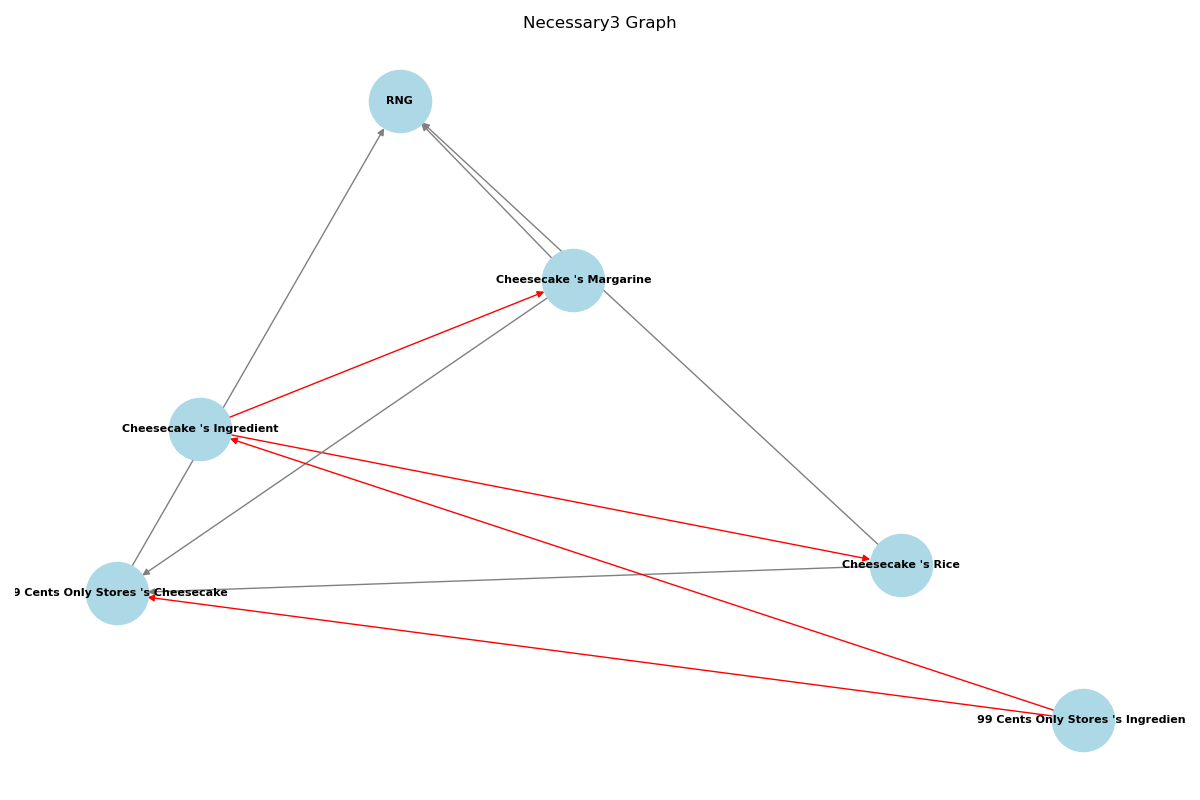 Necessary3 Graph
RNG
Cheesecake 's Margarine
Cheesecake 's Ingredient
Cheesecake 's Rice
9 Cents Only Stores 's Cheesecake
99 Cents Only Stores 's Ingredien